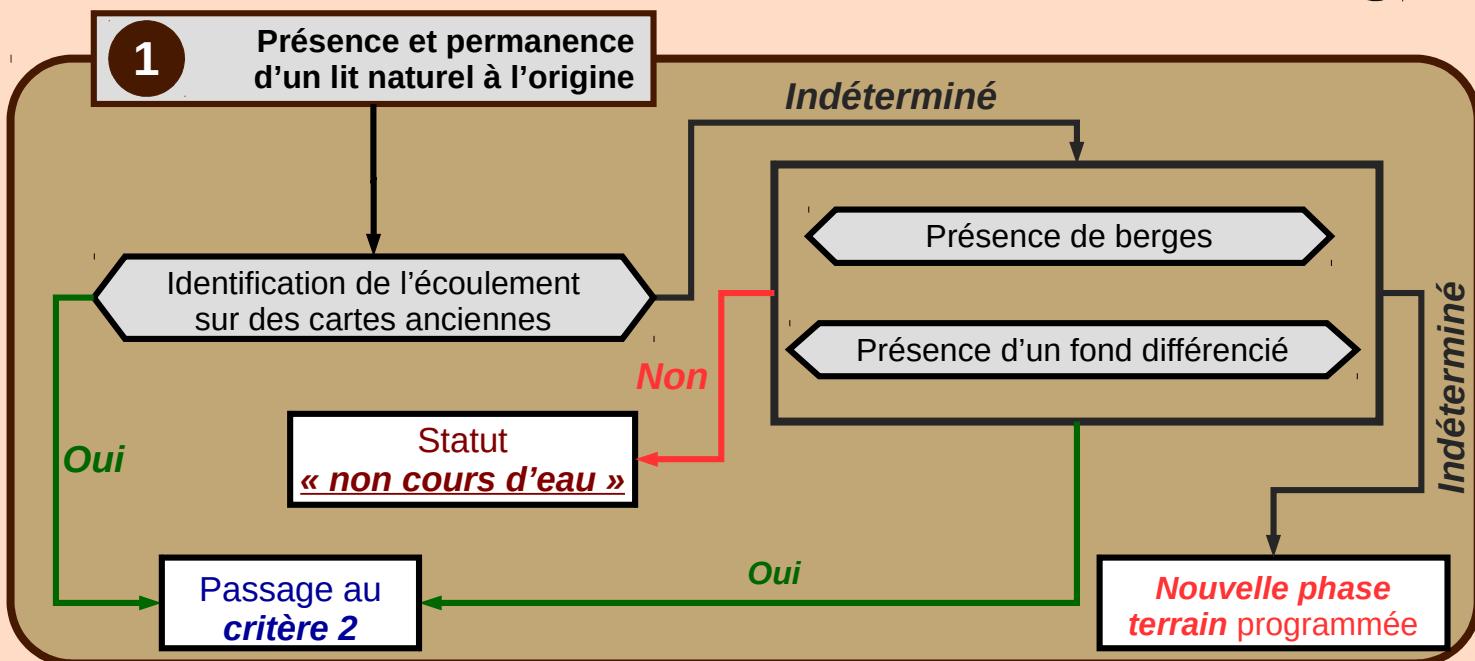 1
Présence et permanence
d’un lit naturel à l’origine
Indéterminé
Présence de berges
Identification de l’écoulement
sur des cartes anciennes
Présence d’un fond différencié
Indéterminé
Non
Statut
« non cours d’eau »
Oui
Oui
Passage au
critère 2
Nouvelle phase
terrain programmée